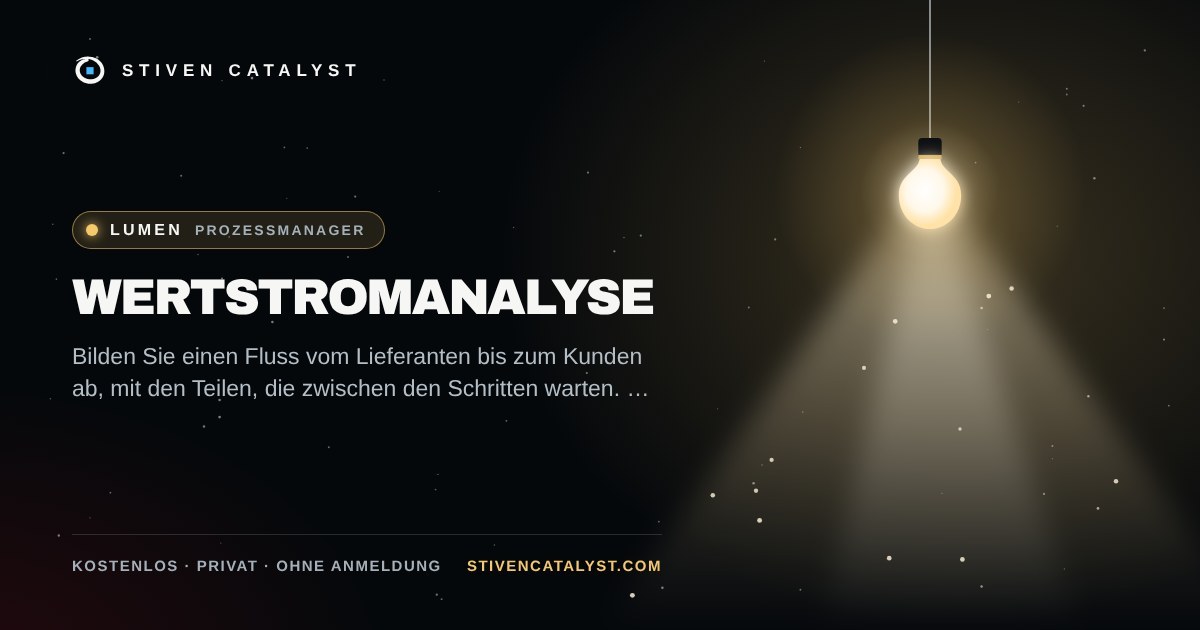 STIVEN CATALYST
LUMEN PROZESSMANAGER
WERTSTROMANALYSE
Bilden Sie einen Fluss vom Lieferanten bis zum Kunden
ab, mit den Teilen, die zwischen den Schritten warten. …
KOSTENLOS · PRIVAT · OHNE ANMELDUNG STIVENCATALYST.COM